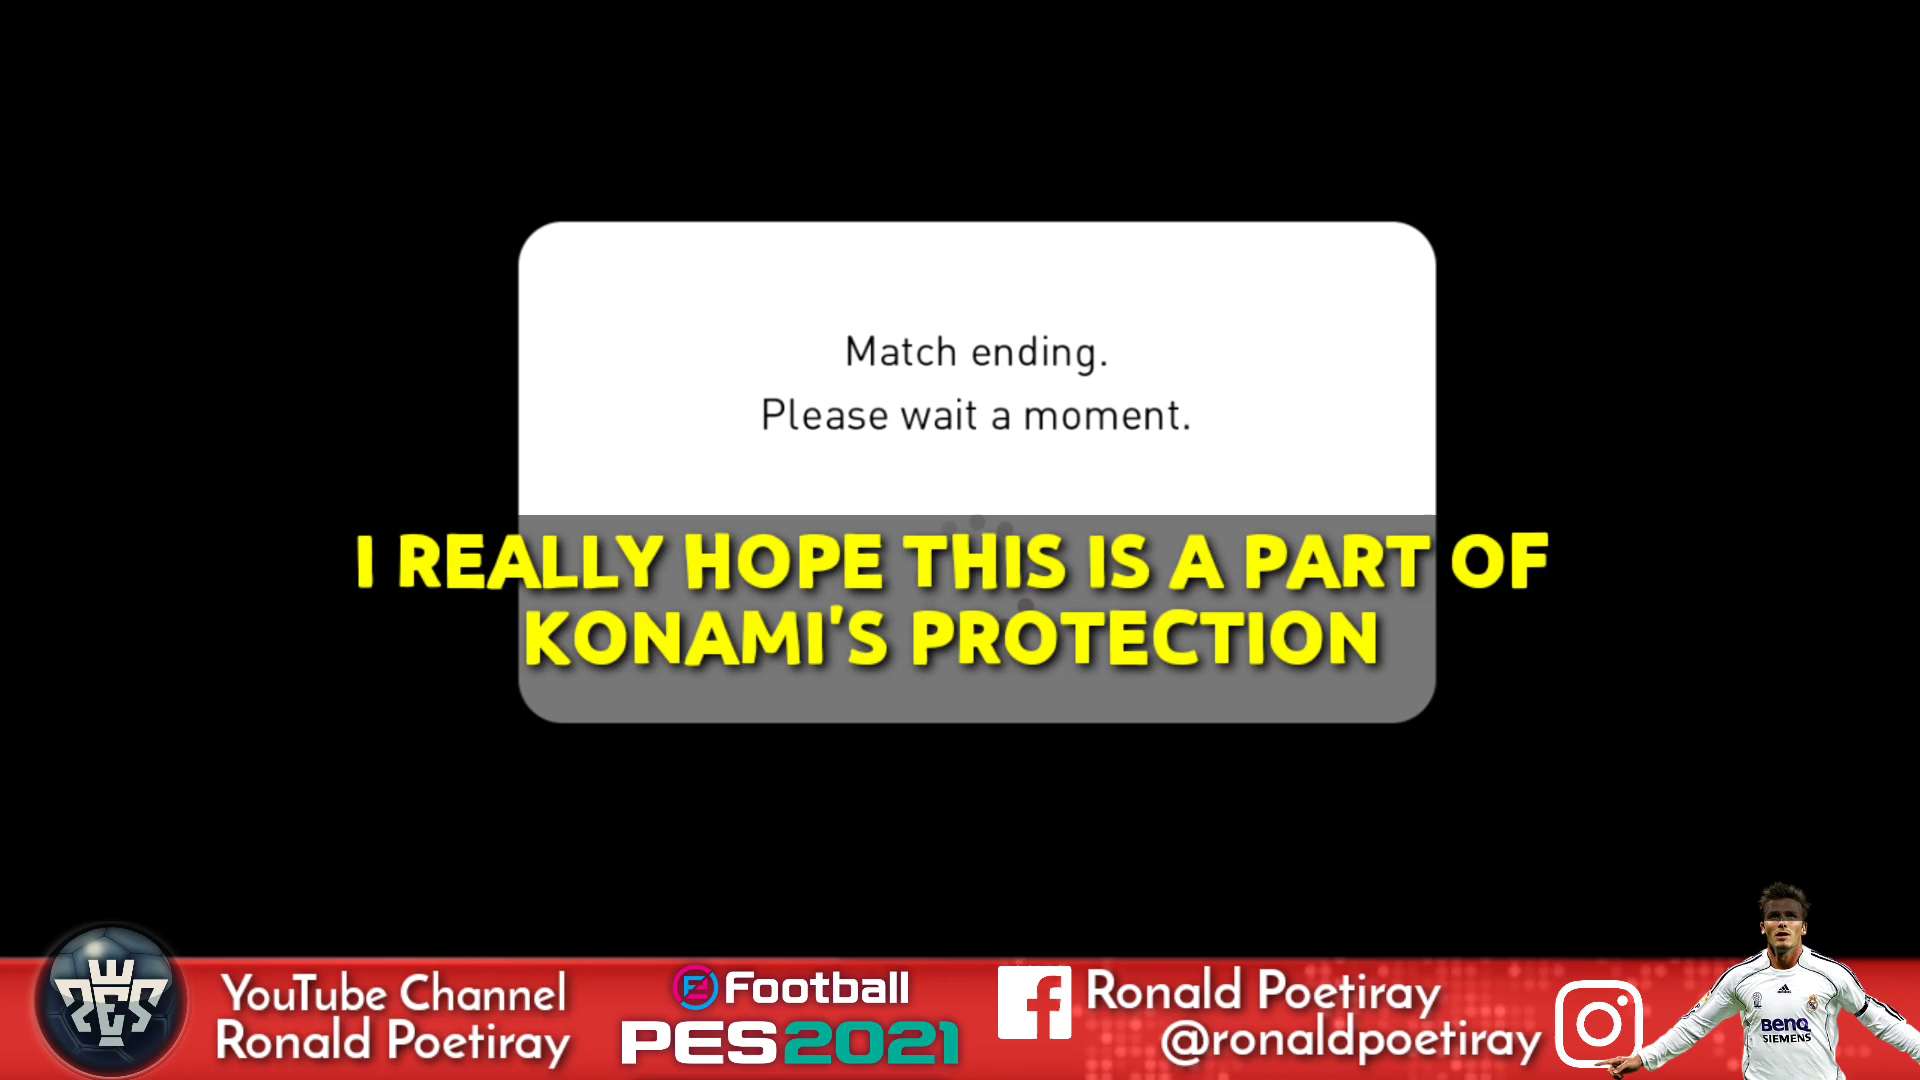 Match ending.
Please wait a moment.
I REALLY HOPE THIS IS A PART OF
KONAMI'S PROTECTION
YouTube Channel
Ronald Poetiray
eFootball
PES2021
Ronald Poetiray
@ronaldpoetiray
BenQ
SIEMENS